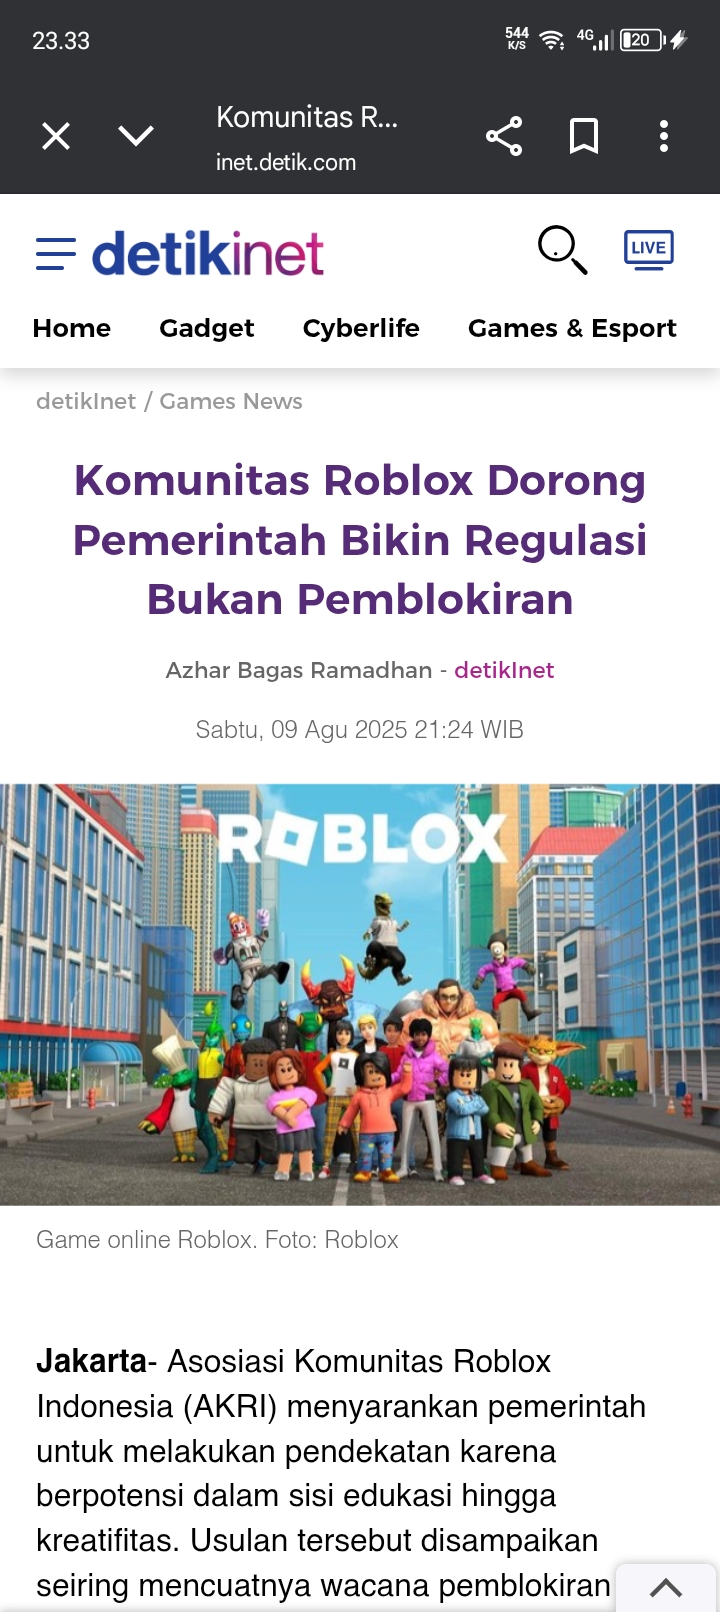 23.33
544
K/S
4G
20
Komunitas R...
inet.detik.com
detikinet
LIVE
Home Gadget Cyberlife Games & Esport
detikInet / Games News
Komunitas Roblox Dorong
Pemerintah Bikin Regulasi
Bukan Pemblokiran
Azhar Bagas Ramadhan - detikInet
Sabtu, 09 Agu 2025 21:24 WIB
ROBLOX
Game online Roblox. Foto: Roblox
Jakarta- Asosiasi Komunitas Roblox
Indonesia (AKRI) menyarankan pemerintah
untuk melakukan pendekatan karena
berpotensi dalam sisi edukasi hingga
kreatifitas. Usulan tersebut disampaikan
seiring mencuatnya wacana pemblokiran